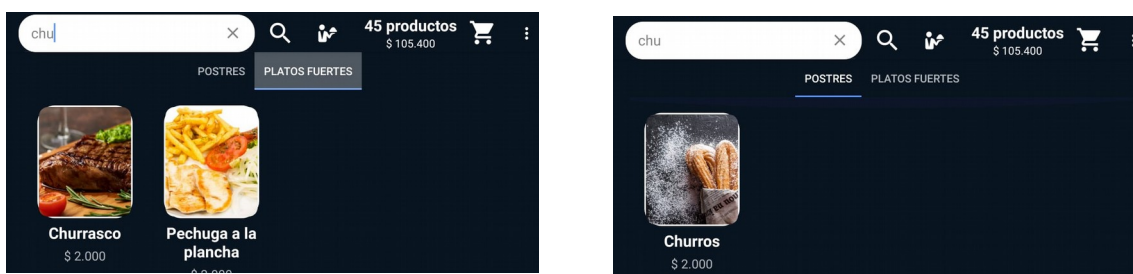 chu
45 productos
$ 105.400
POSTRES PLATOS FUERTES
Churrasco
$ 2.000
Pechuga a la
plancha
chu
45 productos
$ 105.400
POSTRES PLATOS FUERTES
Churros
$ 2.000